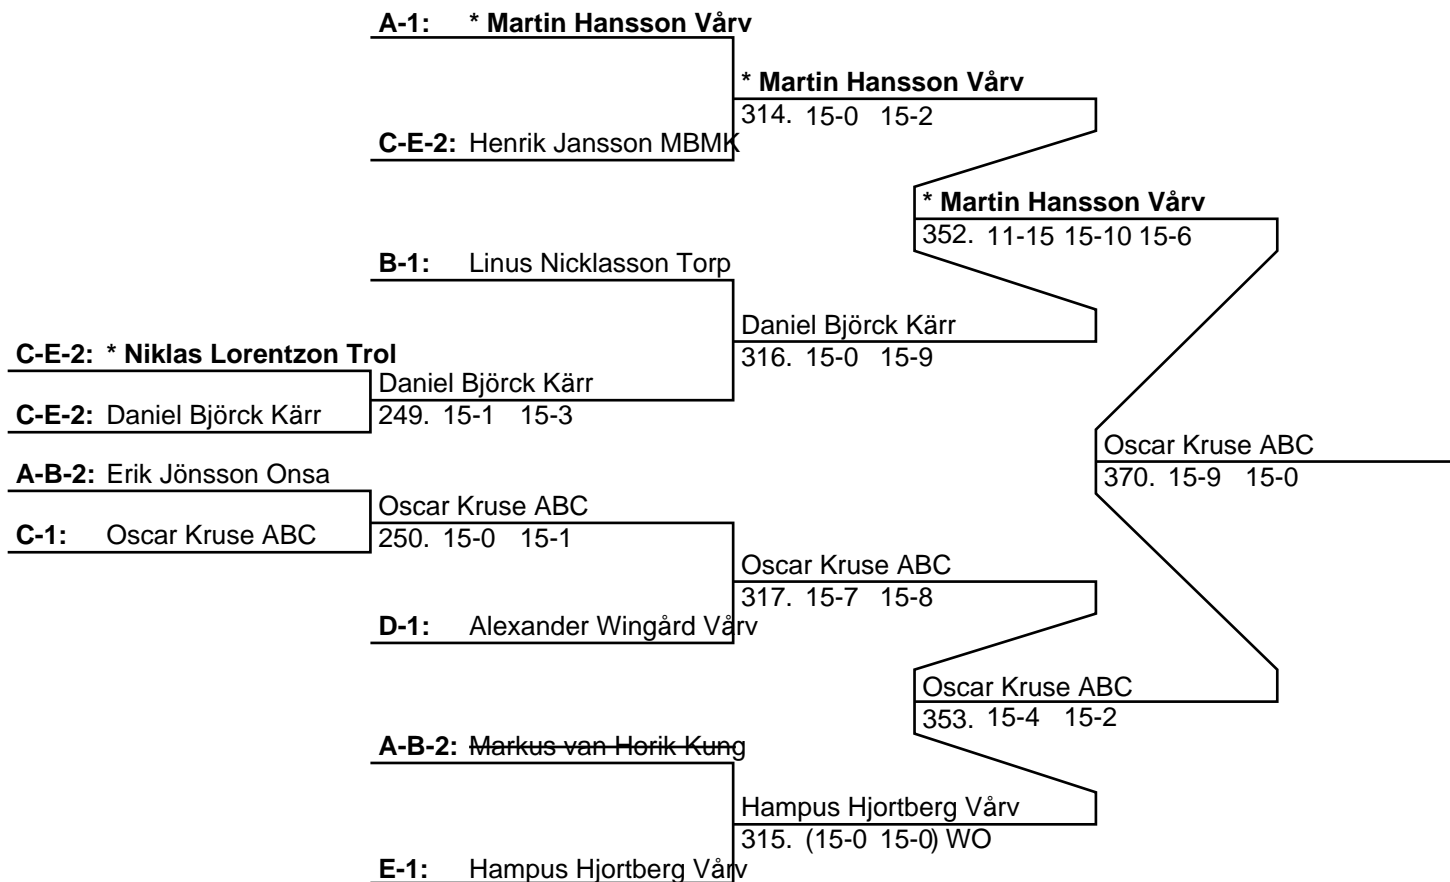 A-1: * Martin Hansson Vårv
* Martin Hansson Vårv
314. 15-0 15-2
C-E-2: Henrik Jansson MBMK
* Martin Hansson Vårv
352. 11-15 15-10 15-6
B-1: Linus Nicklasson Torp
Daniel Björck Kärr
316. 15-0 15-9
C-E-2: * Niklas Lorentzon Trol
Daniel Björck Kärr
249. 15-1 15-3
C-E-2: Daniel Björck Kärr
Oscar Kruse ABC
370. 15-9 15-0
A-B-2: Erik Jönsson Onsa
Oscar Kruse ABC
250. 15-0 15-1
C-1: Oscar Kruse ABC
Oscar Kruse ABC
317. 15-7 15-8
D-1: Alexander Wingård Vårv
Oscar Kruse ABC
353. 15-4 15-2
A-B-2: Markus van Horik Kung
Hampus Hjortberg Vårv
315. (15-0 15-0) WO
E-1: Hampus Hjortberg Vårv